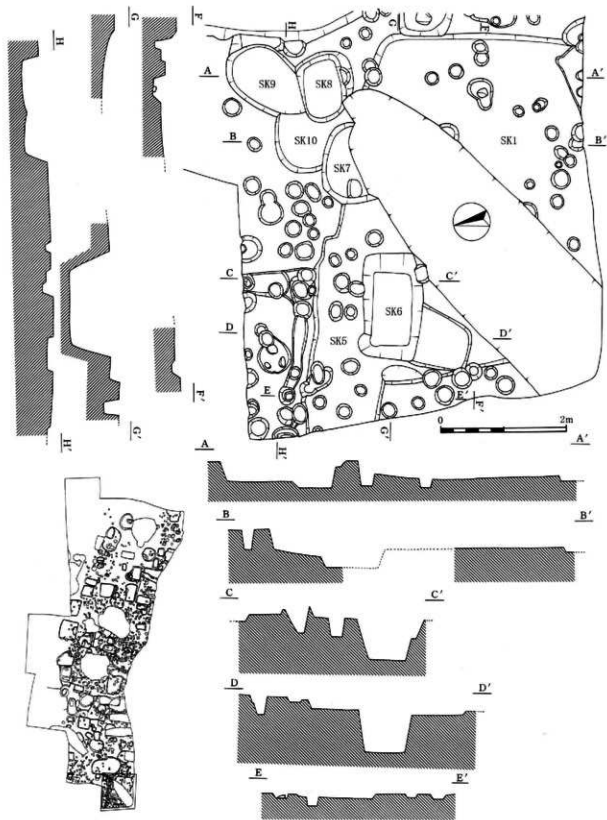 F
G
H
H
G
F
E
A
SK9
SK8
A′
SK1
B′
B
SK10
SK7
C
C′
SK6
D
SK5
D′
E
E′
F′
F′
H′
G′
H′
G′
0
2m
A
A′
B
B′
C
C′
D
D′
E
E′